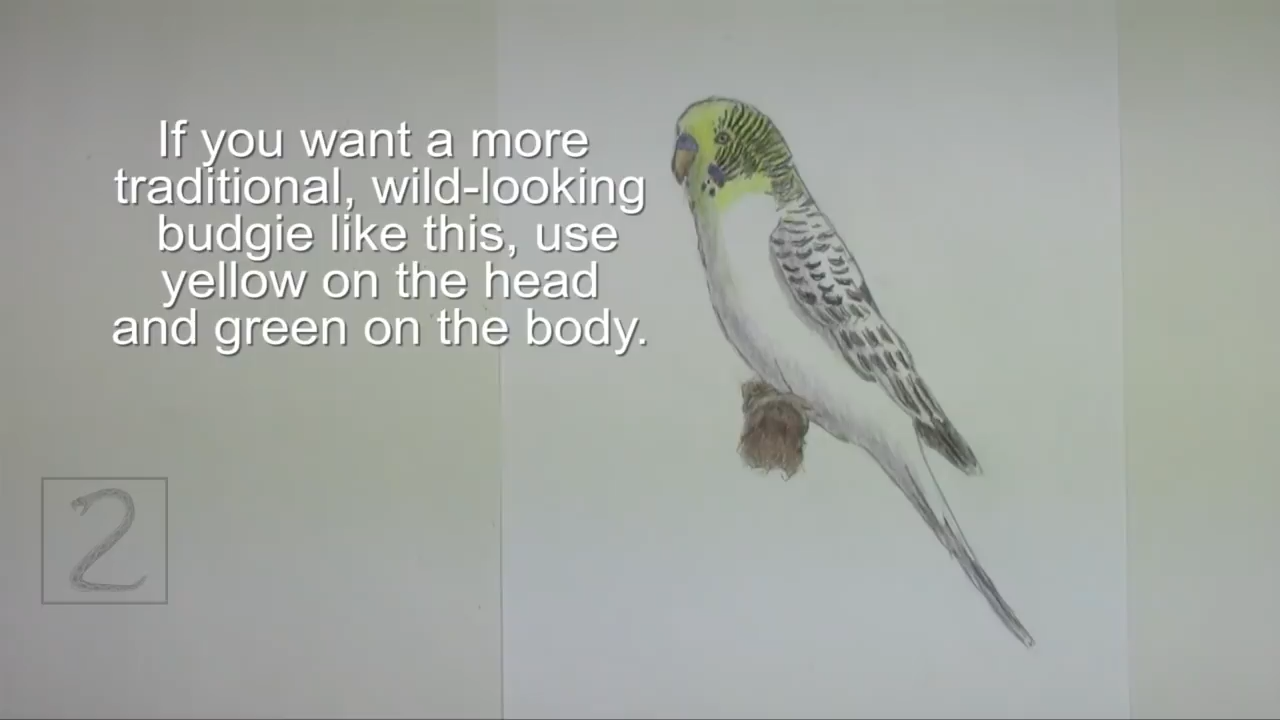 If you want a more
traditional, wild-looking
budgie like this, use
yellow on the head
and green on the body.
2